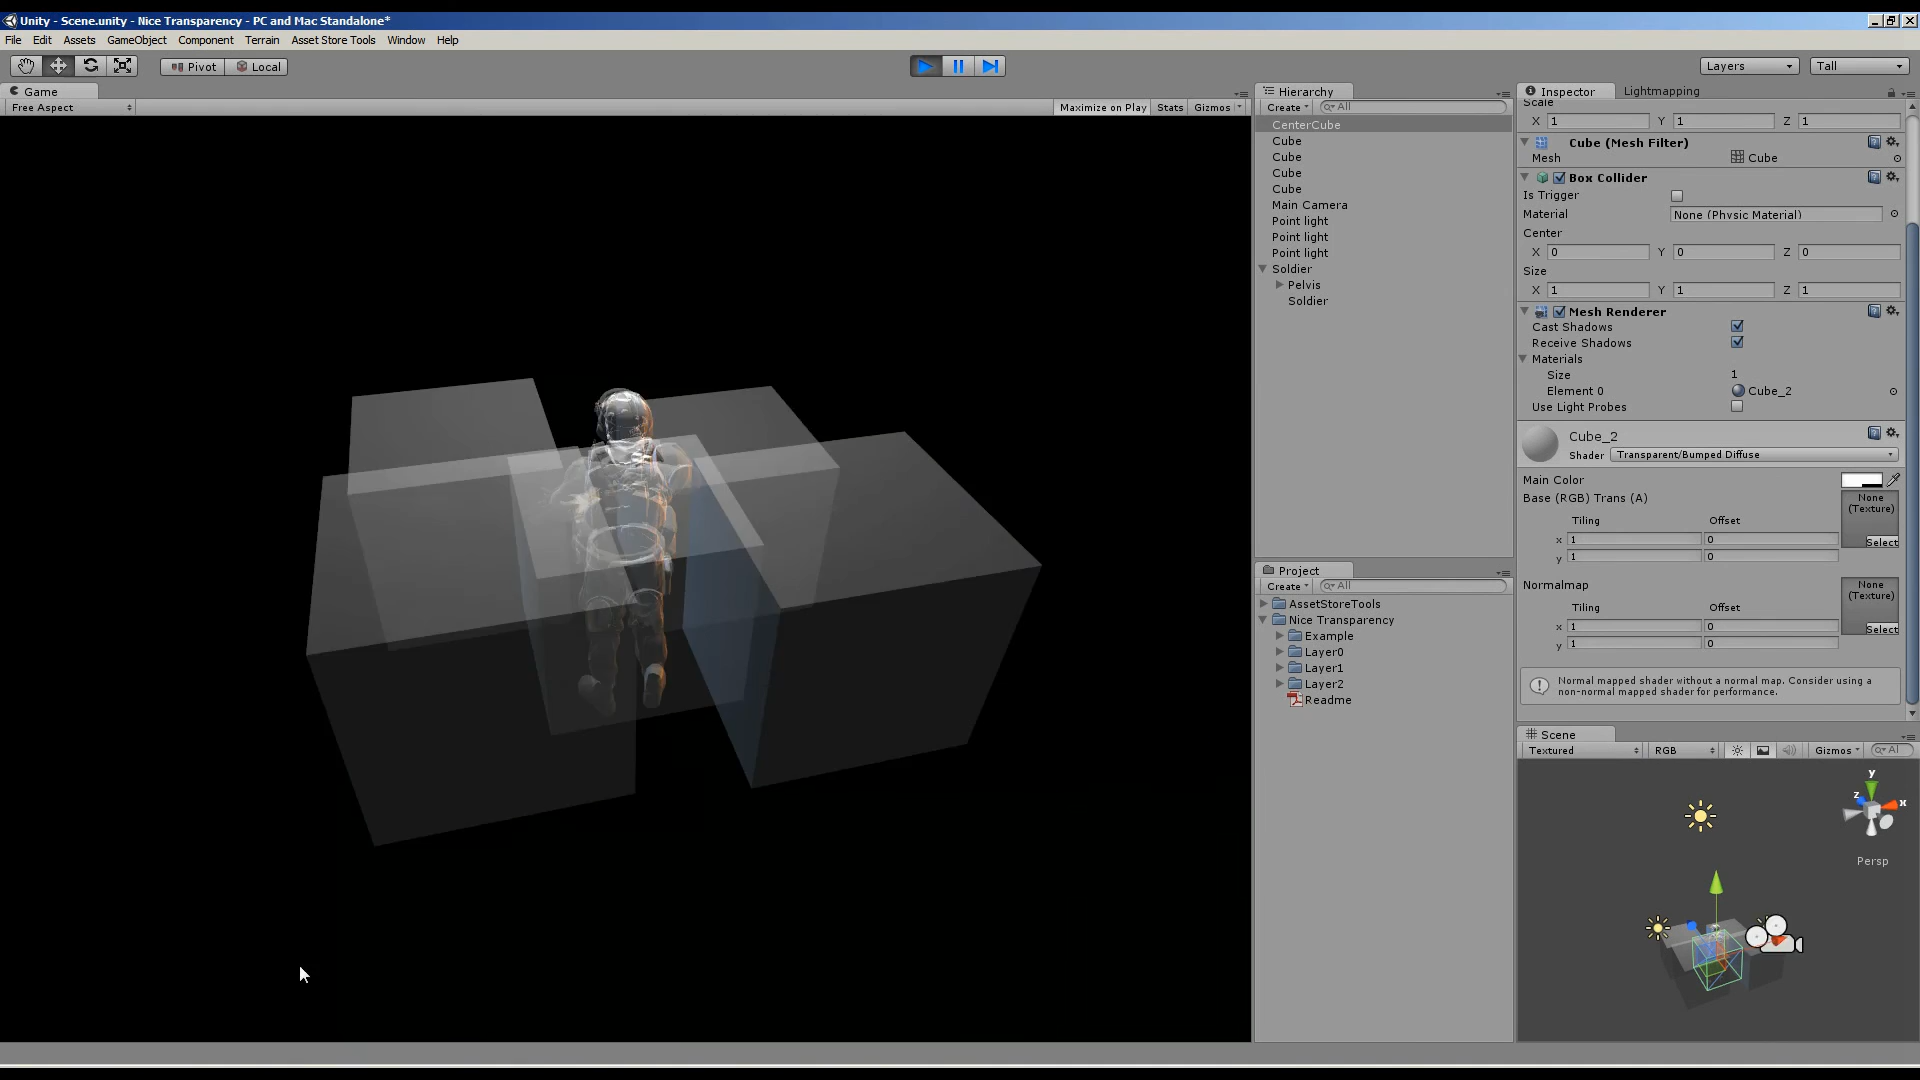 Unity - Scene.unity - Nice Transparency - PC and Mac Standalone*
File Edit Assets GameObject Component Terrain Asset Store Tools Window Help
Pivot Local Layers Tall
Game
Free Aspect Maximize on Play Stats Gizmos
Hierarchy
Create All
CenterCube
Cube
Cube
Cube
Cube
Main Camera
Point light
Point light
Point light
Soldier
Pelvis
Soldier
Project
Create All
AssetStoreTools
Nice Transparency
Example
Layer0
Layer1
Layer2
Readme
Inspector Lightmapping
Scale
X 1 Y 1 Z 1
Cube (Mesh Filter)
Mesh Cube
Box Collider
Is Trigger
Material None (Physic Material)
Center
X 0 Y 0 Z 0
Size
X 1 Y 1 Z 1
Mesh Renderer
Cast Shadows
Receive Shadows
Materials
Size 1
Element 0 Cube_2
Use Light Probes
Cube_2
Shader Transparent/Bumped Diffuse
Main Color
Base (RGB) Trans (A) None
(Texture)
Tiling Offset
x 1 0 Select
y 1 0
Normalmap None
(Texture)
Tiling Offset
x 1 0 Select
y 1 0
Normal mapped shader without a normal map. Consider using a
non-normal mapped shader for performance.
Scene
Textured RGB Gizmos Al
y
z x
Persp